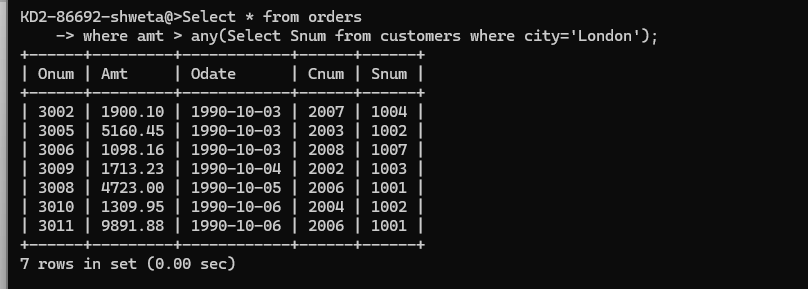 KD2-86692-shweta@>Select * from orders
    -> where amt > any(Select Snum from customers where city='London');
+------+---------+------------+------+------+
| Onum | Amt     | Odate      | Cnum | Snum |
+------+---------+------------+------+------+
| 3002 | 1900.10 | 1990-10-03 | 2007 | 1004 |
| 3005 | 5160.45 | 1990-10-03 | 2003 | 1002 |
| 3006 | 1098.16 | 1990-10-03 | 2008 | 1007 |
| 3009 | 1713.23 | 1990-10-04 | 2002 | 1003 |
| 3008 | 4723.00 | 1990-10-05 | 2006 | 1001 |
| 3010 | 1309.95 | 1990-10-06 | 2004 | 1002 |
| 3011 | 9891.88 | 1990-10-06 | 2006 | 1001 |
+------+---------+------------+------+------+
7 rows in set (0.00 sec)